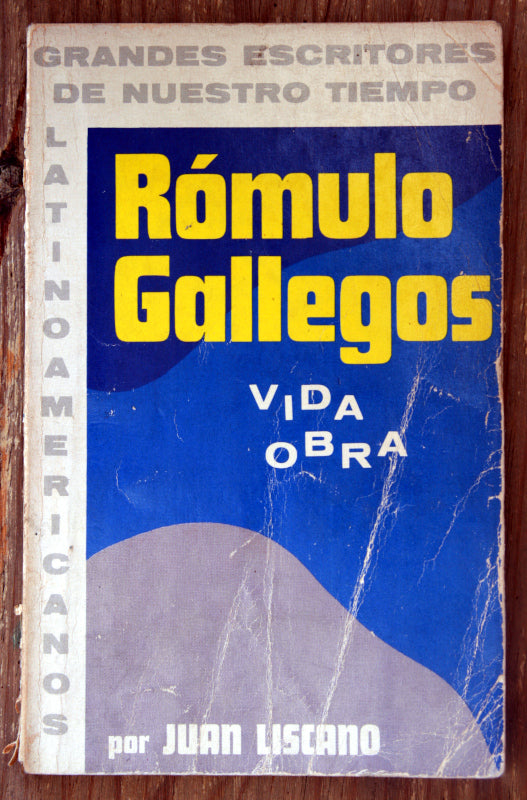 GRANDES ESCRITORES
DE NUESTRO TIEMPO
LATINOAMERICANOS
Rómulo
Gallegos
VIDA
OBRA
por JUAN LISCANO